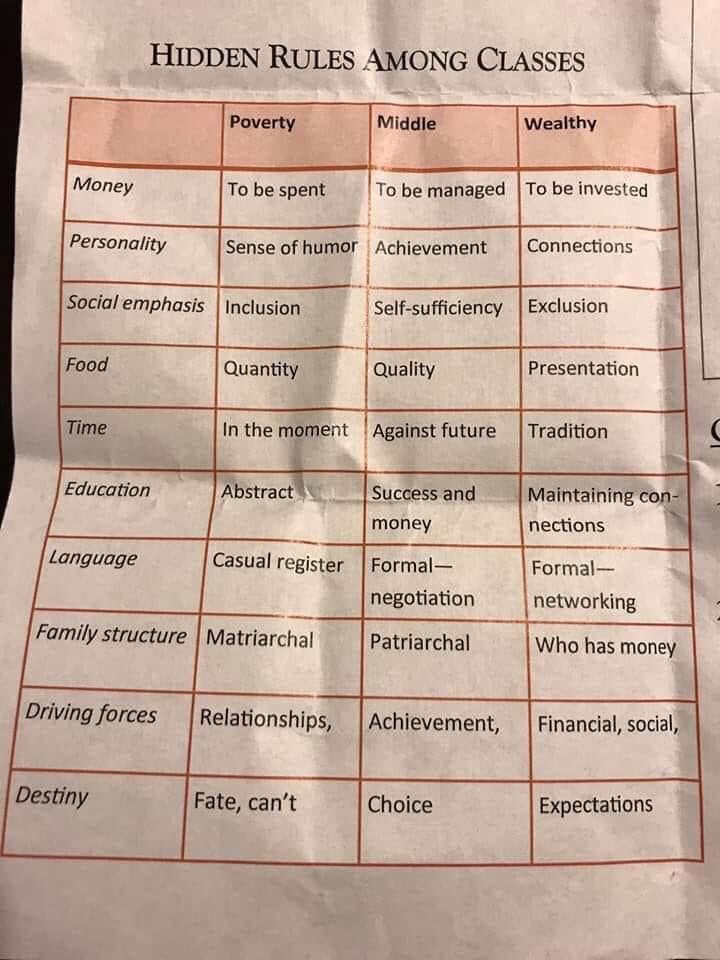 HIDDEN RULES AMONG CLASSES
Poverty Middle Wealthy
Money To be spent To be managed To be invested
Personality Sense of humor Achievement Connections
Social emphasis Inclusion Self-sufficiency Exclusion
Food Quantity Quality Presentation
Time In the moment Against future Tradition
Education Abstract Success and Maintaining con-
money nections
Language Casual register Formal— Formal—
negotiation networking
Family structure Matriarchal Patriarchal Who has money
Driving forces Relationships, Achievement, Financial, social,
Destiny Fate, can't Choice Expectations